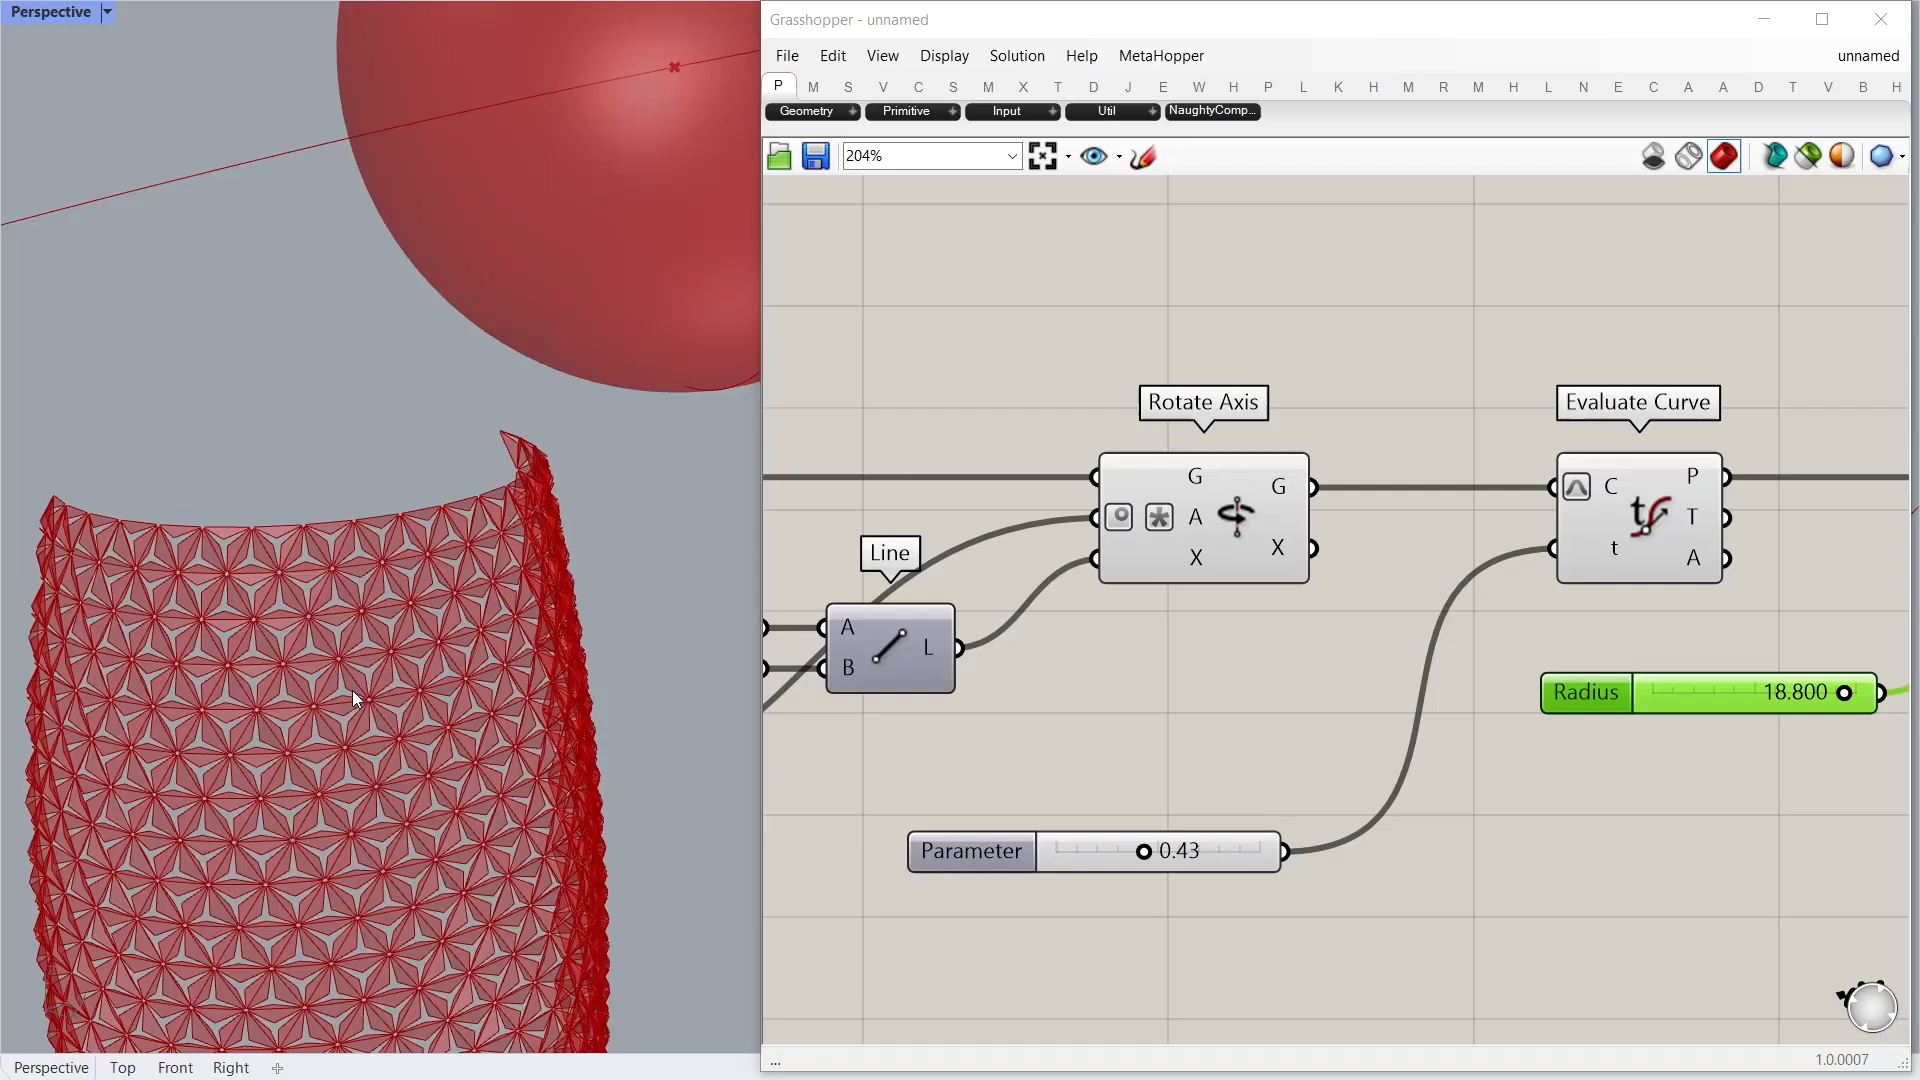 Perspective
Grasshopper - unnamed
File Edit View Display Solution Help MetaHopper unnamed
P M S V C S M X T D J E W H P L K H M R M H L N E C A A D T V B H
Geometry Primitive Input Util NaughtyComp...
204%
Rotate Axis
Evaluate Curve
G G
A
X X
C P
t T
A
t
Line
A L
B
Radius 18.800
Parameter 0.43
...
1.0.0007
Perspective Top Front Right